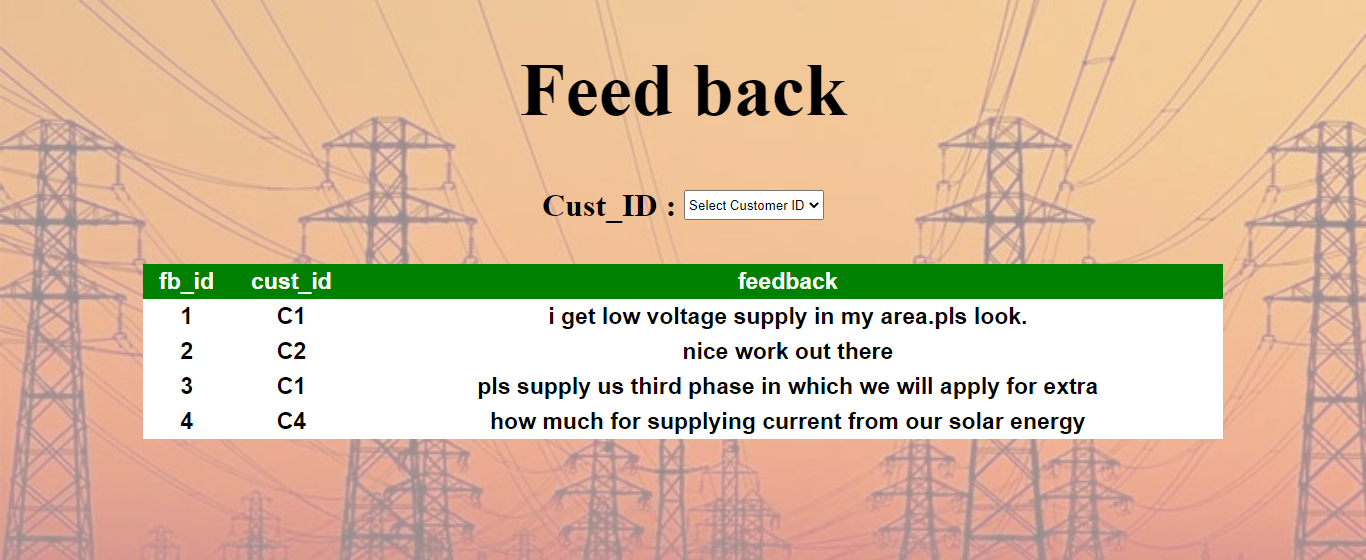 Feed back
Cust_ID : Select Customer ID
fb_id cust_id feedback
1 C1 i get low voltage supply in my area.pls look.
2 C2 nice work out there
3 C1 pls supply us third phase in which we will apply for extra
4 C4 how much for supplying current from our solar energy